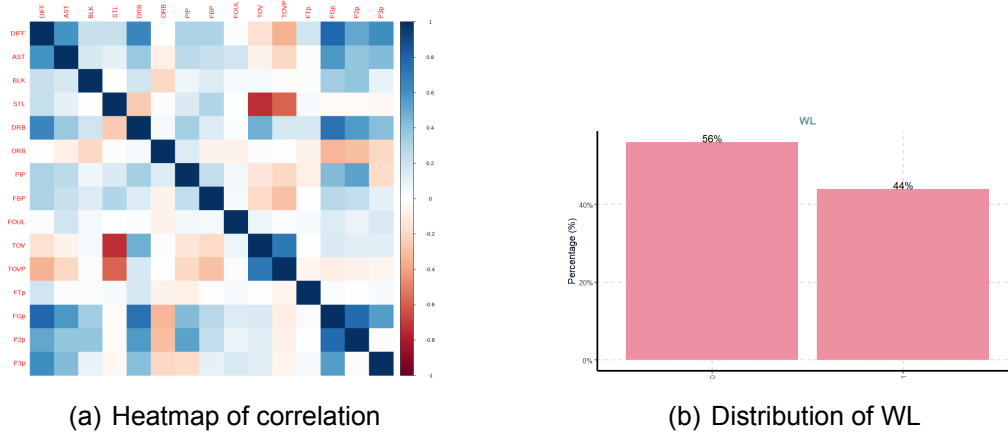 DIFF AST BLK STL DRB ORB PIP FBP FOUL TOV TOVP FTp FGp P2p P3p
DIFF
AST
BLK
STL
DRB
ORB
PIP
FBP
FOUL
TOV
TOVP
FTp
FGp
P2p
P3p
1
0.8
0.6
0.4
0.2
0
-0.2
-0.4
-0.6
-0.8
-1
(a) Heatmap of correlation
WL
56%
44%
Percentage (%)
40%
20%
0%
0 1
(b) Distribution of WL